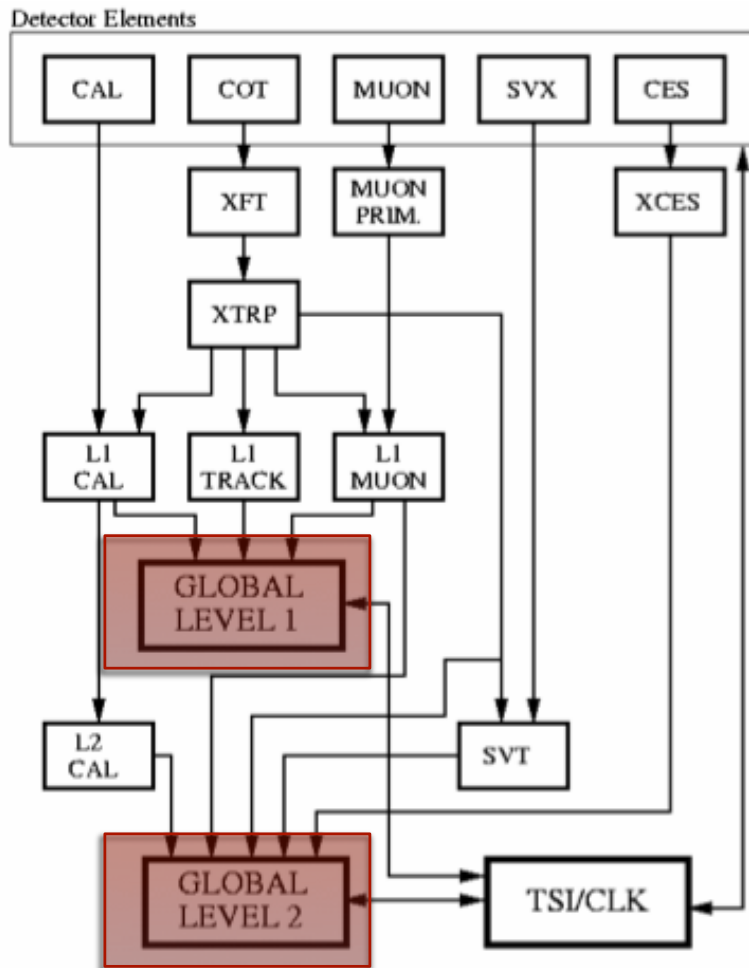 Detector Elements
CAL
COT
MUON
SVX
CES
XFT
MUON
PRIM.
XCES
XTRP
L1
CAL
L1
TRACK
L1
MUON
GLOBAL
LEVEL 1
L2
CAL
SVT
GLOBAL
LEVEL 2
TSI/CLK